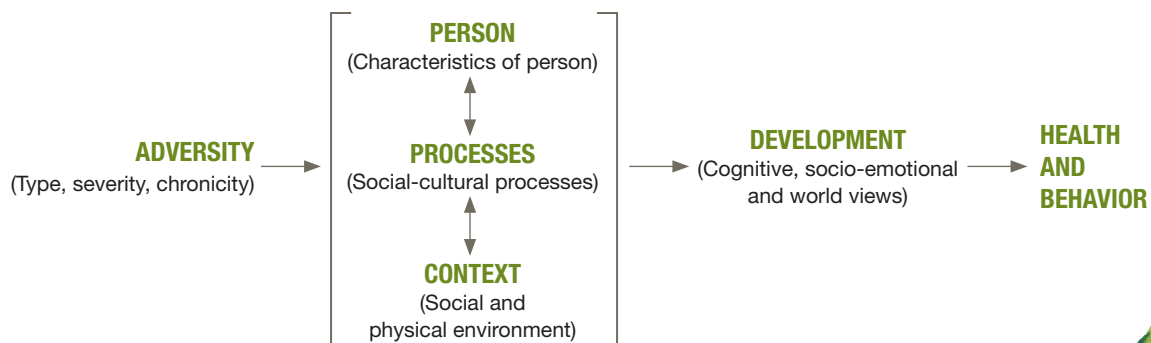 ADVERSITY
(Type, severity, chronicity)
PERSON
(Characteristics of person)
PROCESSES
(Social-cultural processes)
CONTEXT
(Social and
physical environment)
DEVELOPMENT
(Cognitive, socio-emotional
and world views)
HEALTH
AND
BEHAVIOR